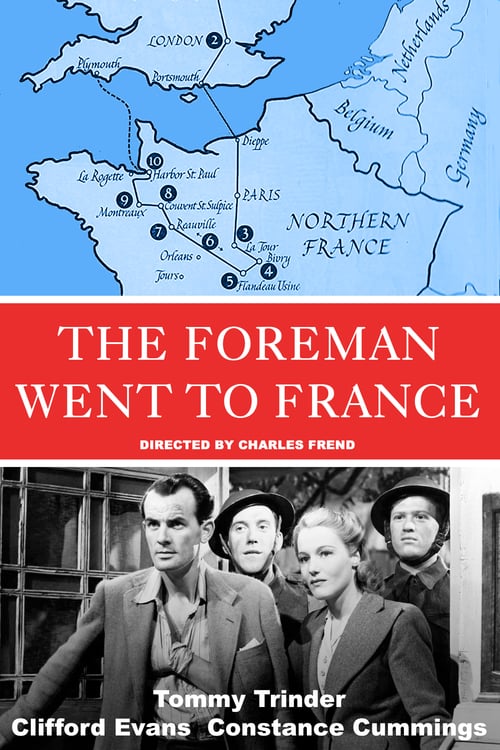 LONDON 2
Plymouth
Portsmouth
Netherlands
Belgium
Germany
Dieppe
10
La Rogette
Harbor St. Paul
9
8
Montreaux
Couvent St. Sulpice
PARIS
7
Reauville
6
NORTHERN
FRANCE
3
La Tour
Orleans
4
Bivry
Tours
5
Flandeau Usine
THE FOREMAN
WENT TO FRANCE
DIRECTED BY CHARLES FREND
Tommy Trinder
Clifford Evans Constance Cummings